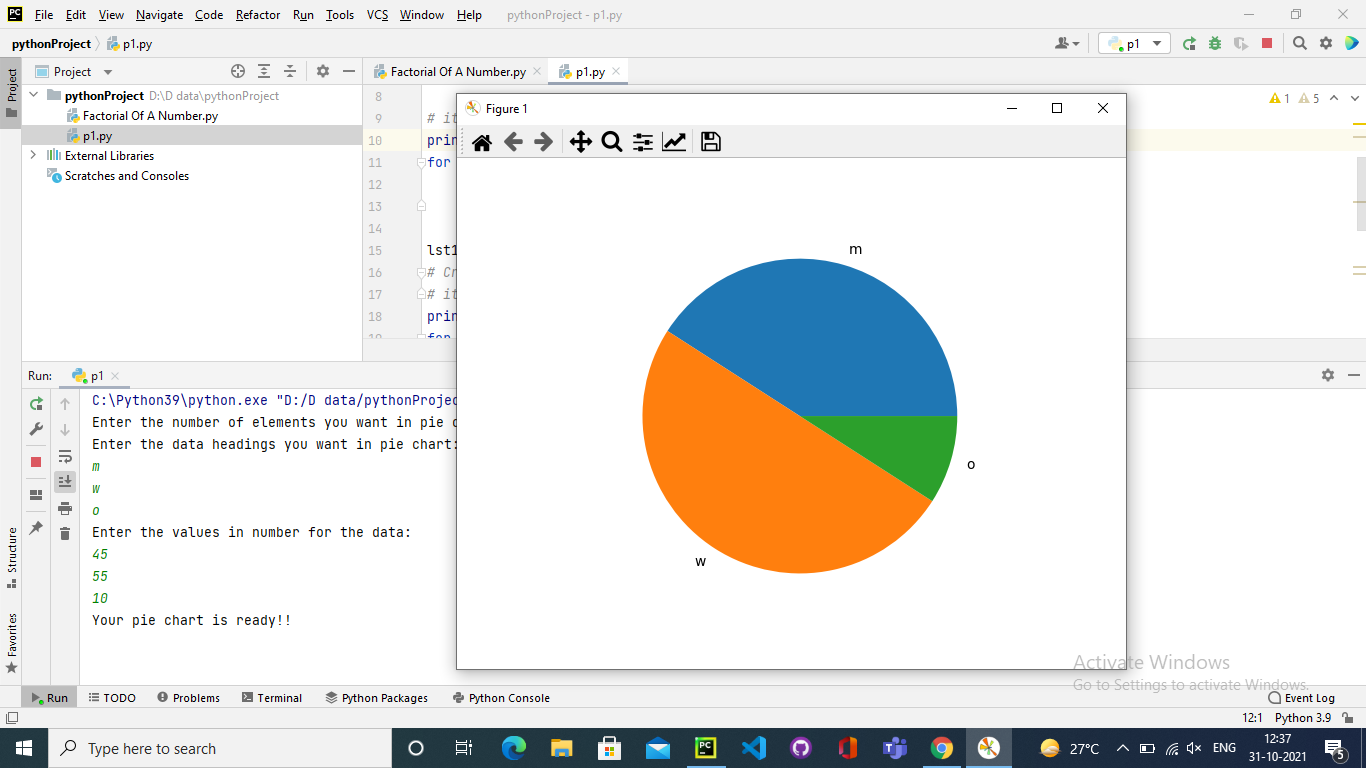 PC File Edit View Navigate Code Refactor Run Tools VCS Window Help pythonProject - p1.py
pythonProject p1.py p1
Project Project Factorial Of A Number.py p1.py
pythonProject D:\D data\pythonProject
Factorial Of A Number.py
p1.py
External Libraries
Scratches and Consoles
8
9 # it
10 prin
11 for
12
13
14
15 lst1
16 # Cr
17 # it
18 prin
19 for
1 5
Figure 1
m
o
w
Run: p1
C:\Python39\python.exe "D:/D data/pythonProjec
Enter the number of elements you want in pie c
Enter the data headings you want in pie chart:
m
w
o
Enter the values in number for the data:
45
55
10
Your pie chart is ready!!
Structure
Favorites
Activate Windows
Go to Settings to activate Windows.
Run TODO Problems Terminal Python Packages Python Console Event Log
12:1 Python 3.9
Type here to search PC 27°C ENG 12:37
31-10-2021 5